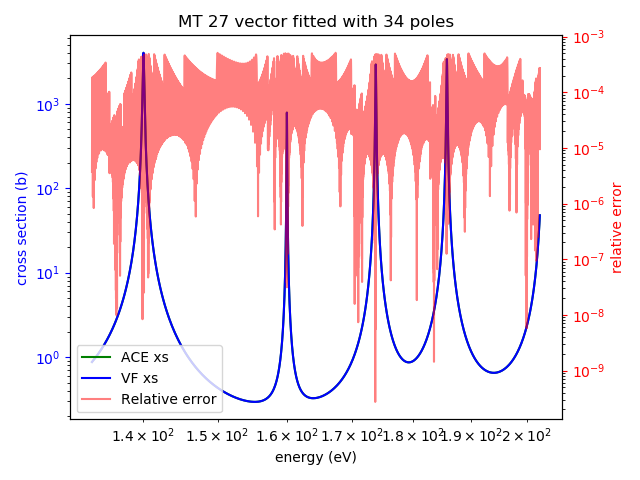 MT 27 vector fitted with 34 poles
cross section (b)
10³
10²
10¹
10⁰
10⁻³
10⁻⁴
10⁻⁵
10⁻⁶
10⁻⁷
10⁻⁸
10⁻⁹
relative error
ACE xs
VF xs
Relative error
1.4 × 10² 1.5 × 10² 1.6 × 10² 1.7 × 10² 1.8 × 10² 1.9 × 10² 2 × 10²
energy (eV)